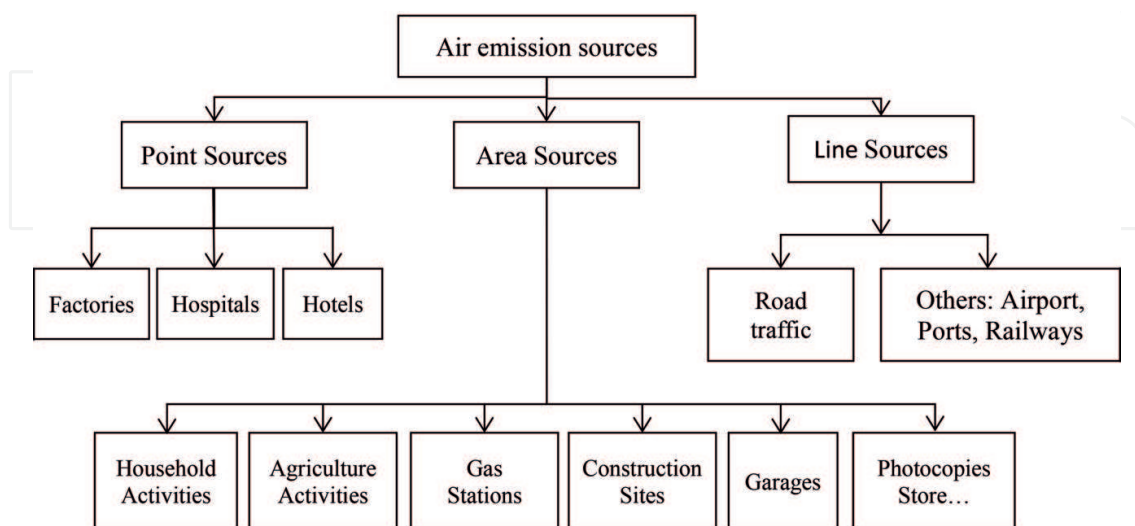 Air emission sources
Point Sources
Area Sources
Line Sources
Factories
Hospitals
Hotels
Road
traffic
Others: Airport,
Ports, Railways
Household
Activities
Agriculture
Activities
Gas
Stations
Construction
Sites
Garages
Photocopies
Store…